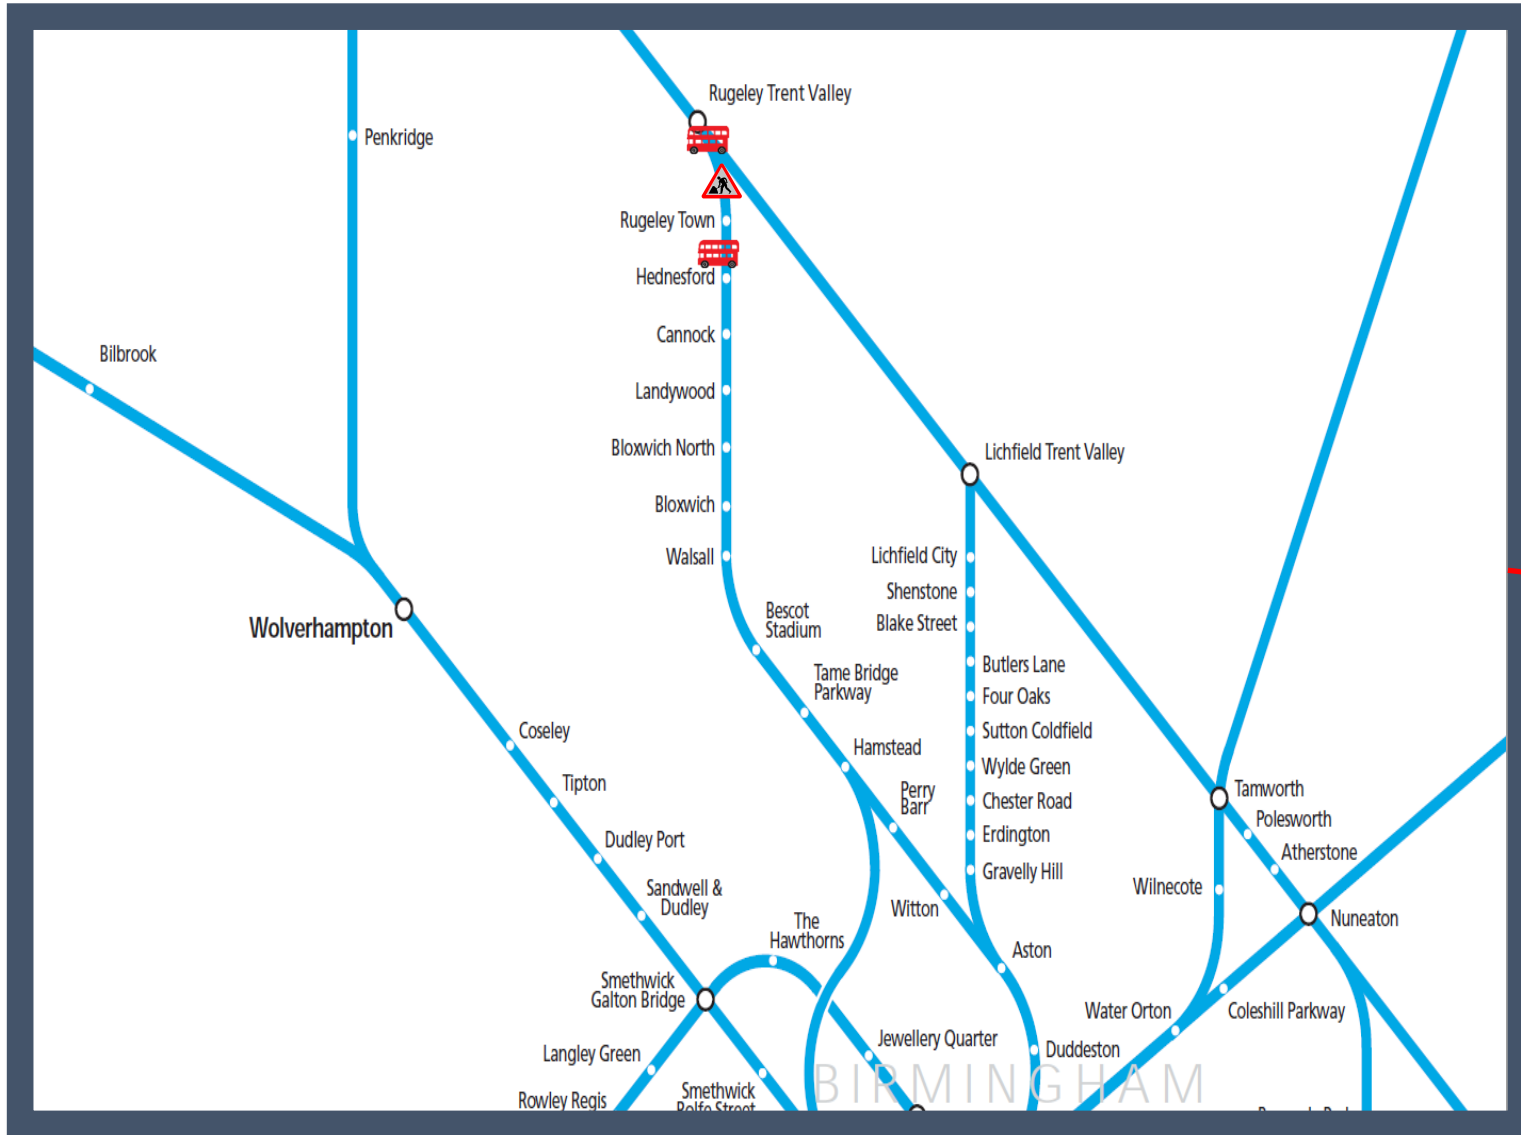 Rugeley Trent Valley
Penkridge
Rugeley Town
Hednesford
Cannock
Bilbrook
Landywood
Bloxwich North
Lichfield Trent Valley
Bloxwich
Walsall
Lichfield City
Shenstone
Blake Street
Wolverhampton
Bescot
Stadium
Butlers Lane
Tame Bridge
Parkway
Four Oaks
Coseley
Sutton Coldfield
Hamstead
Wylde Green
Tipton
Perry
Barr
Chester Road
Tamworth
Polesworth
Dudley Port
Erdington
Atherstone
Gravelly Hill
Sandwell &
Dudley
Wilnecote
Witton
The
Hawthorns
Nuneaton
Aston
Smethwick
Galton Bridge
Water Orton
Coleshill Parkway
Jewellery Quarter
Langley Green
Duddeston
BIRMINGHAM
Rowley Regis
Smethwick
Rolfe Street